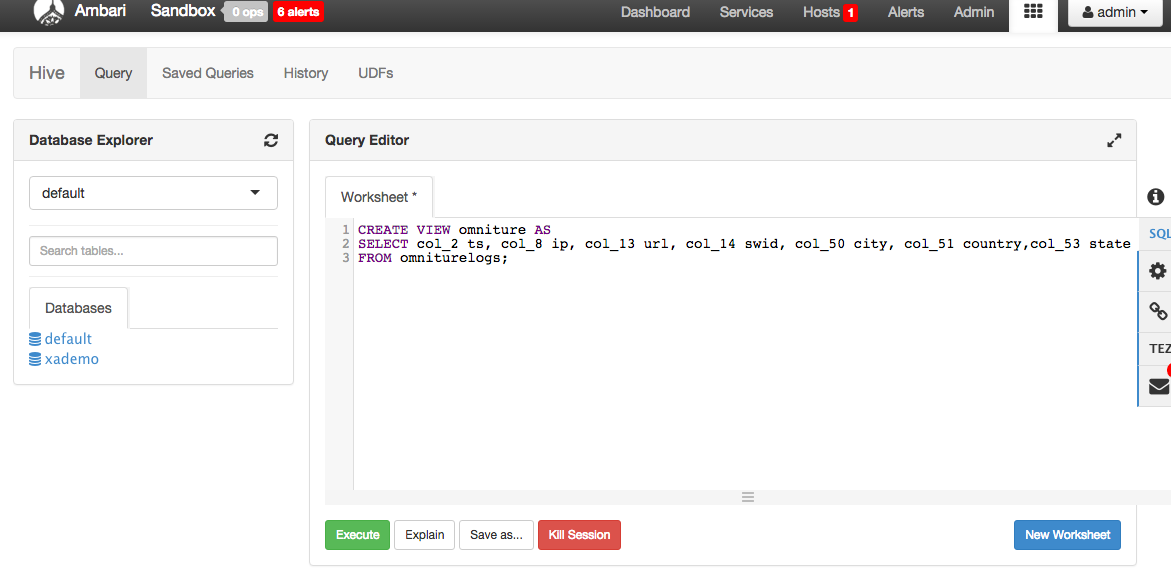 Ambari Sandbox 0 ops 6 alerts Dashboard Services Hosts 1 Alerts Admin admin
Hive Query Saved Queries History UDFs
Database Explorer
default
Search tables...
Databases
default
xademo
Query Editor
Worksheet *
1 CREATE VIEW omniture AS
2 SELECT col_2 ts, col_8 ip, col_13 url, col_14 swid, col_50 city, col_51 country,col_53 state
3 FROM omniturelogs;
SQL
TEZ
Execute Explain Save as... Kill Session New Worksheet